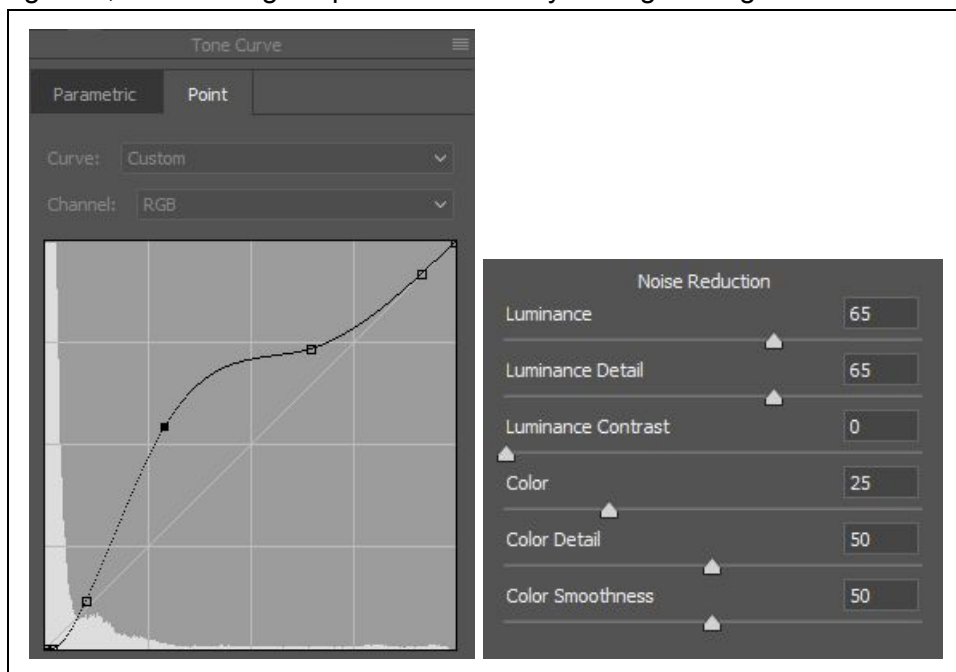 Tone Curve
Parametric Point
Curve: Custom
Channel: RGB
Noise Reduction
Luminance 65
Luminance Detail 65
Luminance Contrast 0
Color 25
Color Detail 50
Color Smoothness 50